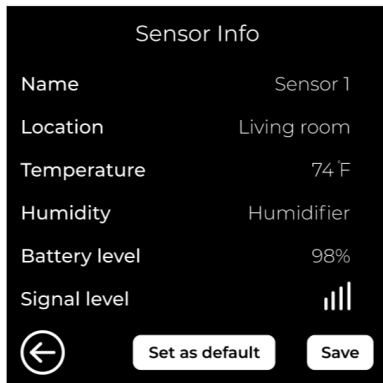 Sensor Info
Name Sensor 1
Location Living room
Temperature 74°F
Humidity Humidifier
Battery level 98%
Signal level
Set as default Save